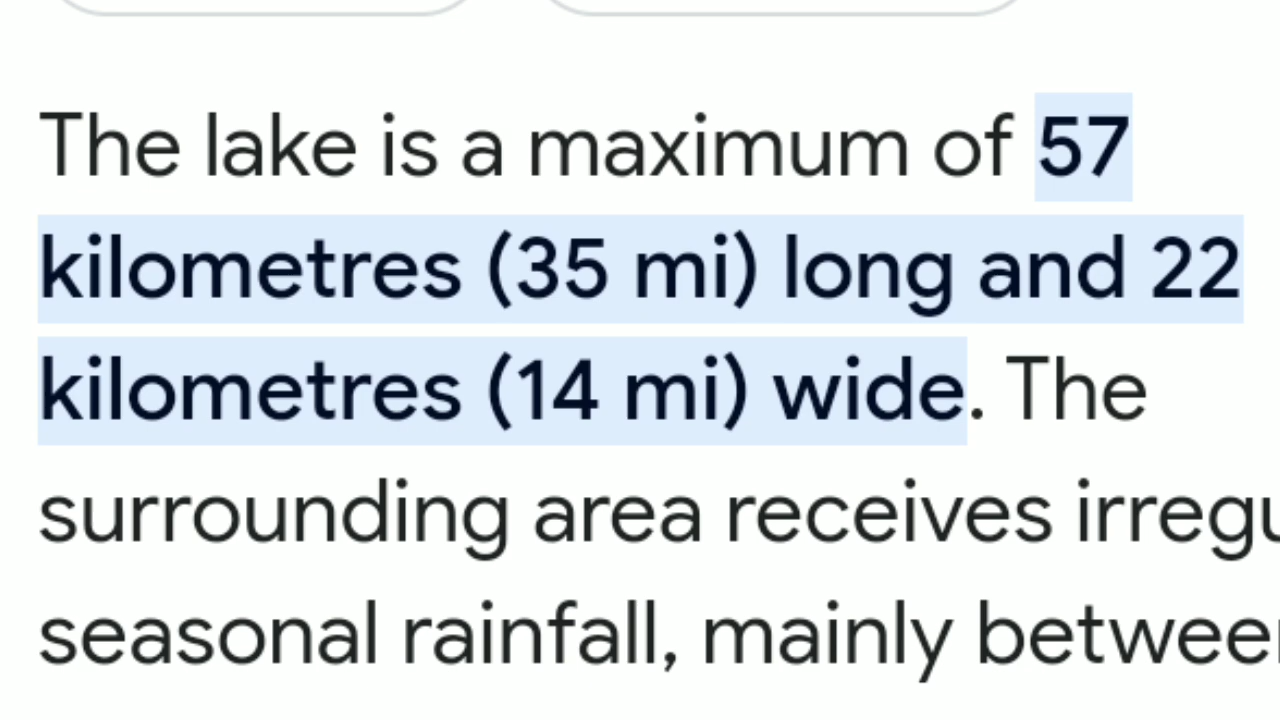 The lake is a maximum of 57
kilometres (35 mi) long and 22
kilometres (14 mi) wide. The
surrounding area receives
seasonal rainfall, mainly